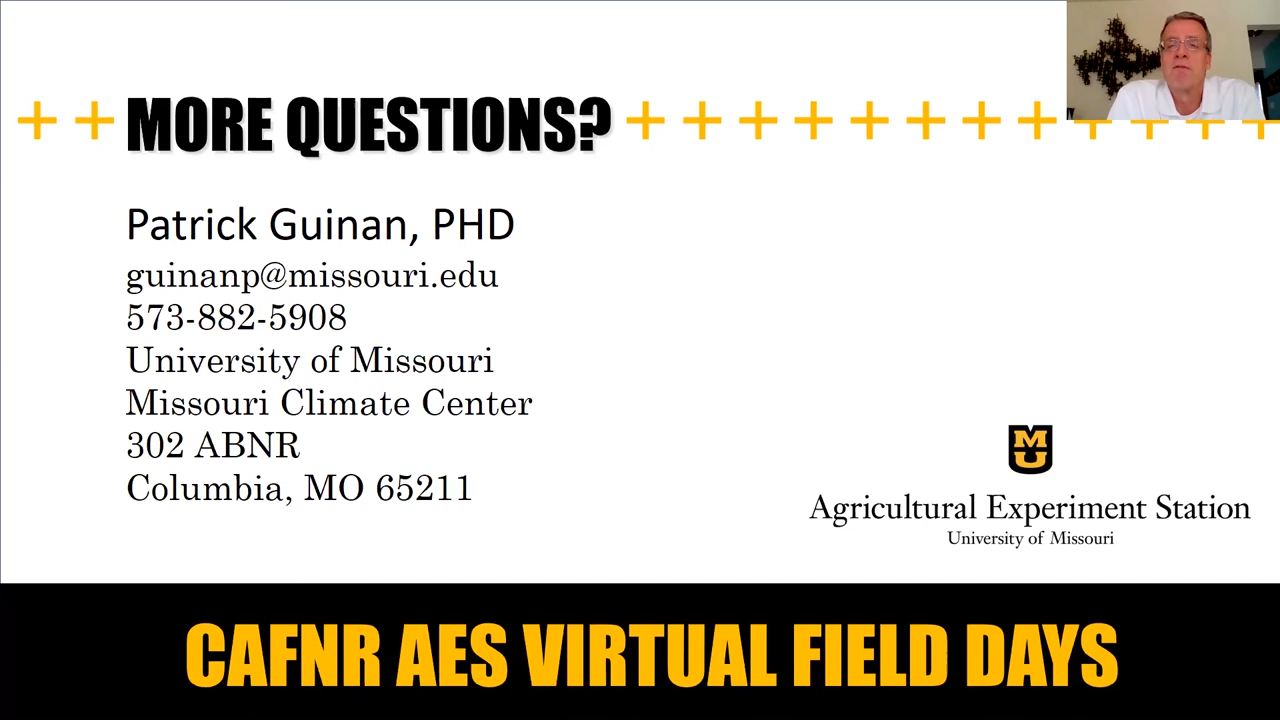 MORE QUESTIONS?
Patrick Guinan, PHD
guinanp@missouri.edu
573-882-5908
University of Missouri
Missouri Climate Center
302 ABNR
Columbia, MO 65211
MU
Agricultural Experiment Station
University of Missouri
CAFNR AES VIRTUAL FIELD DAYS